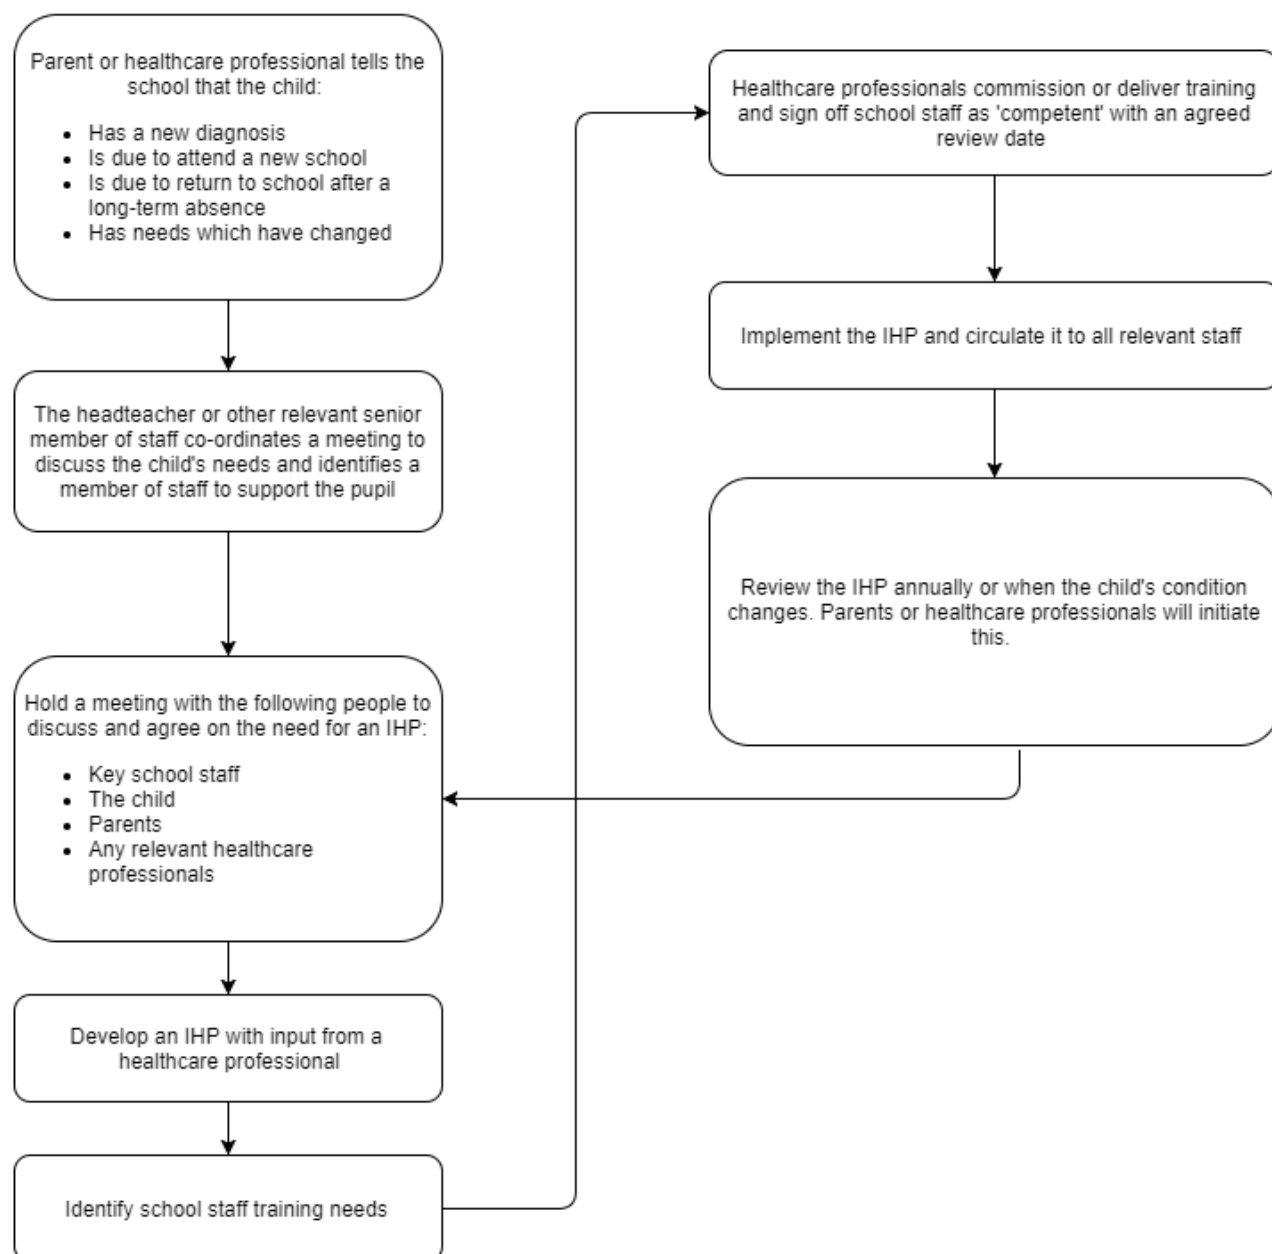 Parent or healthcare professional tells the
school that the child:
• Has a new diagnosis
• Is due to attend a new school
• Is due to return to school after a
long-term absence
• Has needs which have changed
The headteacher or other relevant senior
member of staff co-ordinates a meeting to
discuss the child's needs and identifies a
member of staff to support the pupil
Hold a meeting with the following people to
discuss and agree on the need for an IHP:
• Key school staff
• The child
• Parents
• Any relevant healthcare
professionals
Develop an IHP with input from a
healthcare professional
Identify school staff training needs
Healthcare professionals commission or deliver training
and sign off school staff as 'competent' with an agreed
review date
Implement the IHP and circulate it to all relevant staff
Review the IHP annually or when the child's condition
changes. Parents or healthcare professionals will initiate
this.